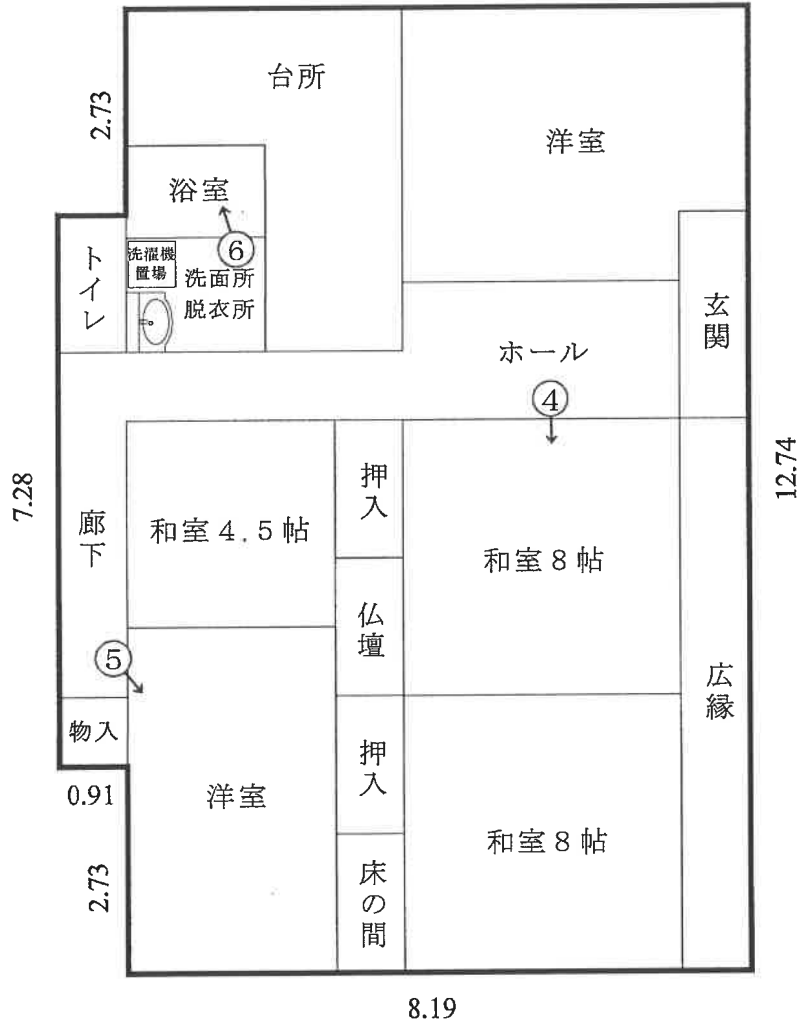 台所
2.73
洋室
浴室
⑥
トイレ
洗濯機
置場
洗面所
脱衣所
玄関
ホール
④
7.28
12.74
廊下
和室4.5帖
押入
和室8帖
仏壇
⑤
広縁
物入
押入
0.91
洋室
和室8帖
2.73
床の間
8.19